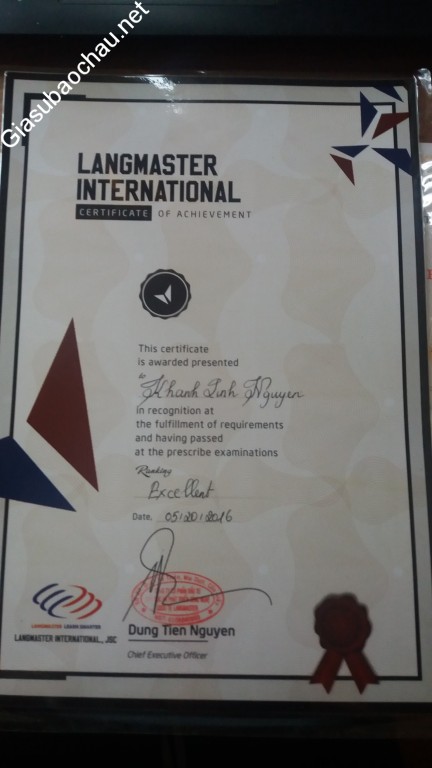 Giasubaochau.net
LANGMASTER
INTERNATIONAL
CERTIFICATE OF ACHIEVEMENT
This certificate
is awarded presented
to
Khanh Linh Nguyen
in recognition at
the fulfillment of requirements
and having passed
at the prescribe examinations
Ranking
Excellent
Date, 05/20/2016
Dung Tien Nguyen
Chief Executive Officer
LANGMASTER
LANGMASTER INTERNATIONAL., JSC